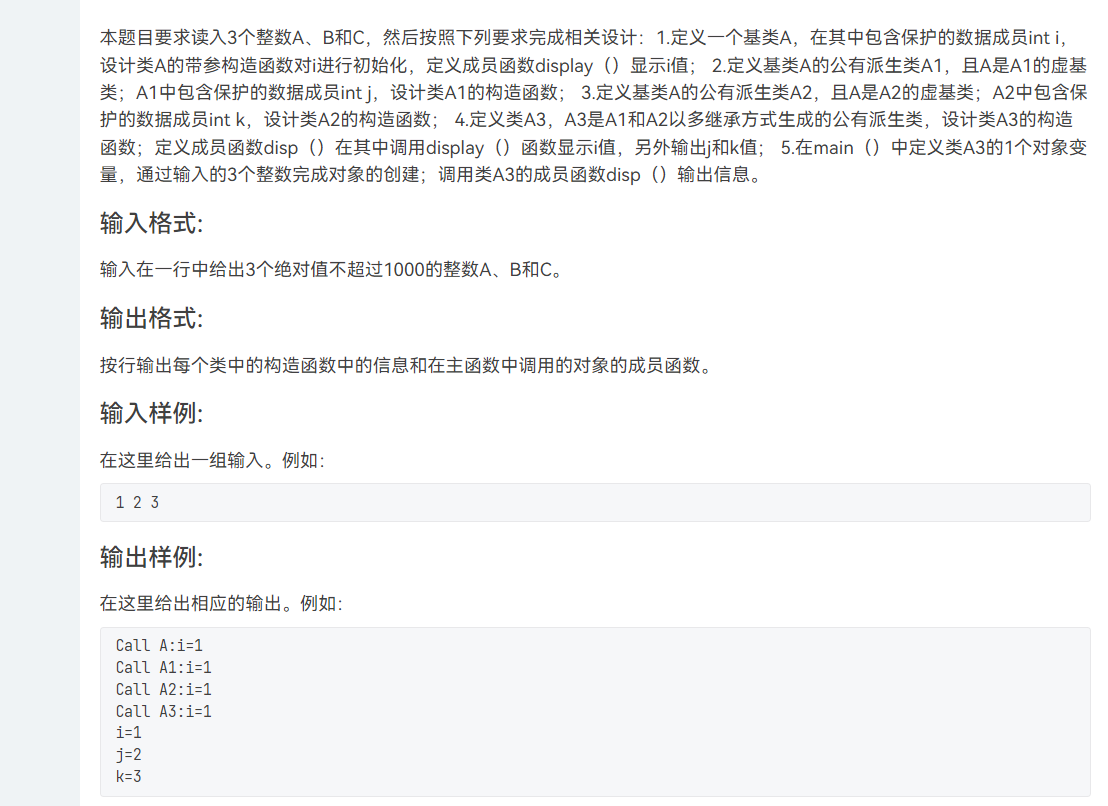 本题目要求读入3个整数A、B和C，然后按照下列要求完成相关设计：1.定义一个基类A，在其中包含保护的数据成员int i，
设计类A的带参构造函数对i进行初始化，定义成员函数display（）显示i值； 2.定义基类A的公有派生类A1，且A是A1的虚基
类；A1中包含保护的数据成员int j，设计类A1的构造函数； 3.定义基类A的公有派生类A2，且A是A2的虚基类；A2中包含保
护的数据成员int k，设计类A2的构造函数； 4.定义类A3，A3是A1和A2以多继承方式生成的公有派生类，设计类A3的构造
函数；定义成员函数disp（）在其中调用display（）函数显示i值，另外输出j和k值； 5.在main（）中定义类A3的1个对象变
量，通过输入的3个整数完成对象的创建；调用类A3的成员函数disp（）输出信息。
输入格式:
输入在一行中给出3个绝对值不超过1000的整数A、B和C。
输出格式:
按行输出每个类中的构造函数中的信息和在主函数中调用的对象的成员函数。
输入样例:
在这里给出一组输入。例如：
1 2 3
输出样例:
在这里给出相应的输出。例如：
Call A:i=1
Call A1:i=1
Call A2:i=1
Call A3:i=1
i=1
j=2
k=3